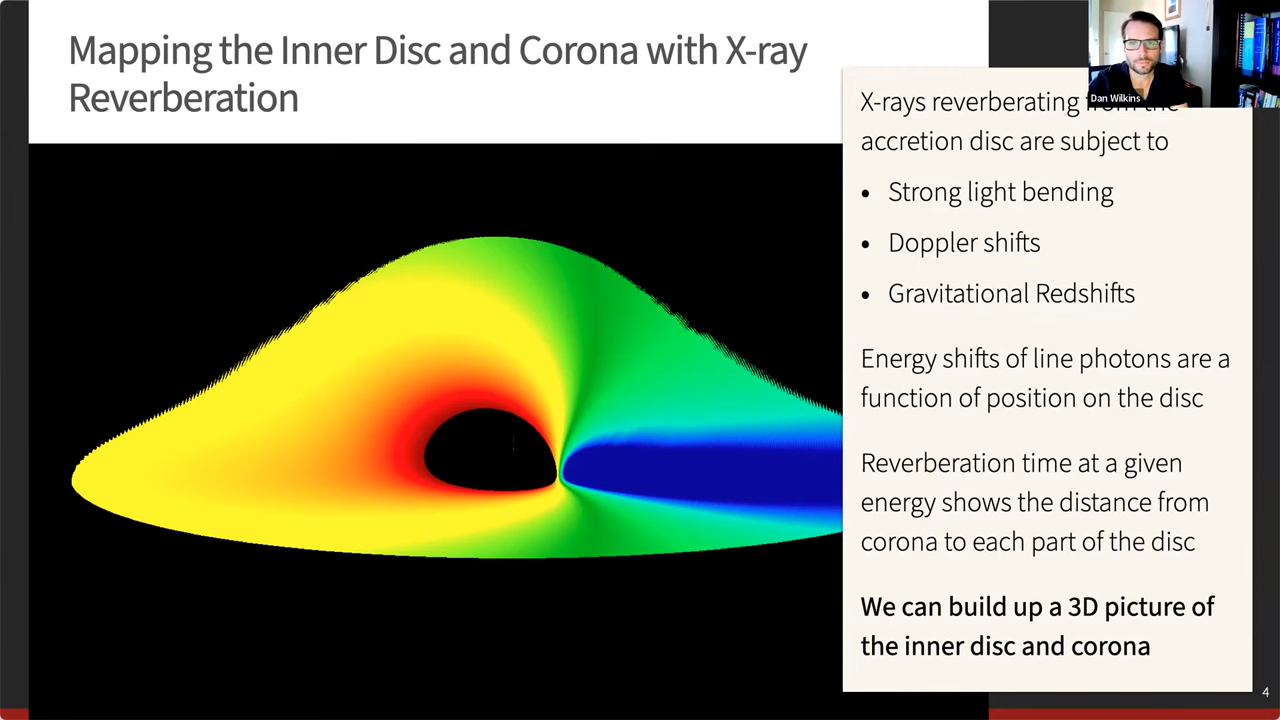 Mapping the Inner Disc and Corona with X-ray
Reverberation
Dan Wilkins
X-rays reverberating from the
accretion disc are subject to
• Strong light bending
• Doppler shifts
• Gravitational Redshifts
Energy shifts of line photons are a
function of position on the disc
Reverberation time at a given
energy shows the distance from
corona to each part of the disc
We can build up a 3D picture of
the inner disc and corona
4